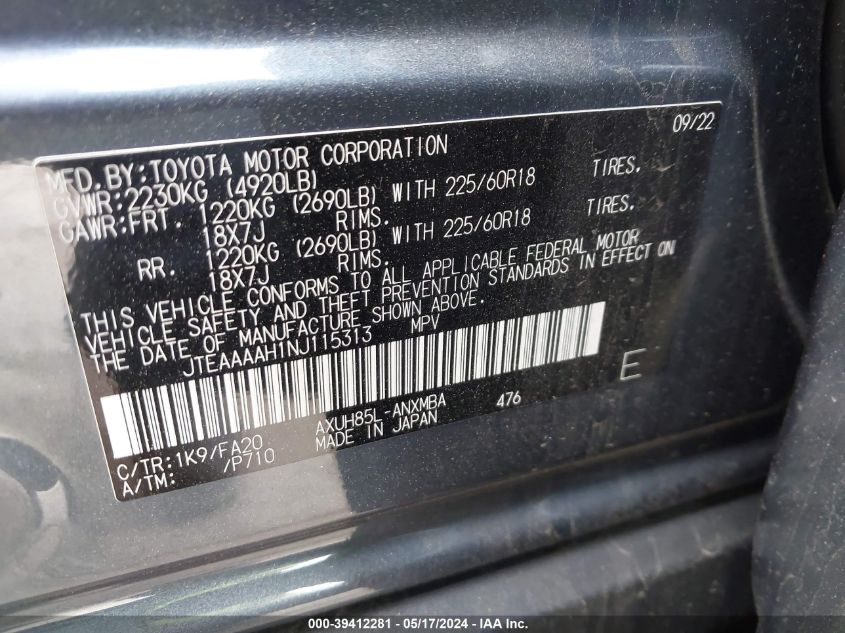 09/22
MFD.BY:TOYOTA MOTOR CORPORATION
GVWR:2230KG (4920LB)
GAWR:FRT. 1220KG (2690LB) WITH 225/60R18 TIRES.
18X7J RIMS.
RR. 1220KG (2690LB) WITH 225/60R18 TIRES.
18X7J RIMS.
THIS VEHICLE CONFORMS TO ALL APPLICABLE FEDERAL MOTOR
VEHICLE SAFETY AND THEFT PREVENTION STANDARDS IN EFFECT ON
THE DATE OF MANUFACTURE SHOWN ABOVE.
JTEAAAAH1NJ115313 MPV
E
C/TR:1K9/FA20 AXUH85L-ANXMBA 476
A/TM: /P710 MADE IN JAPAN
000-39412281 - 05/17/2024 - IAA Inc.